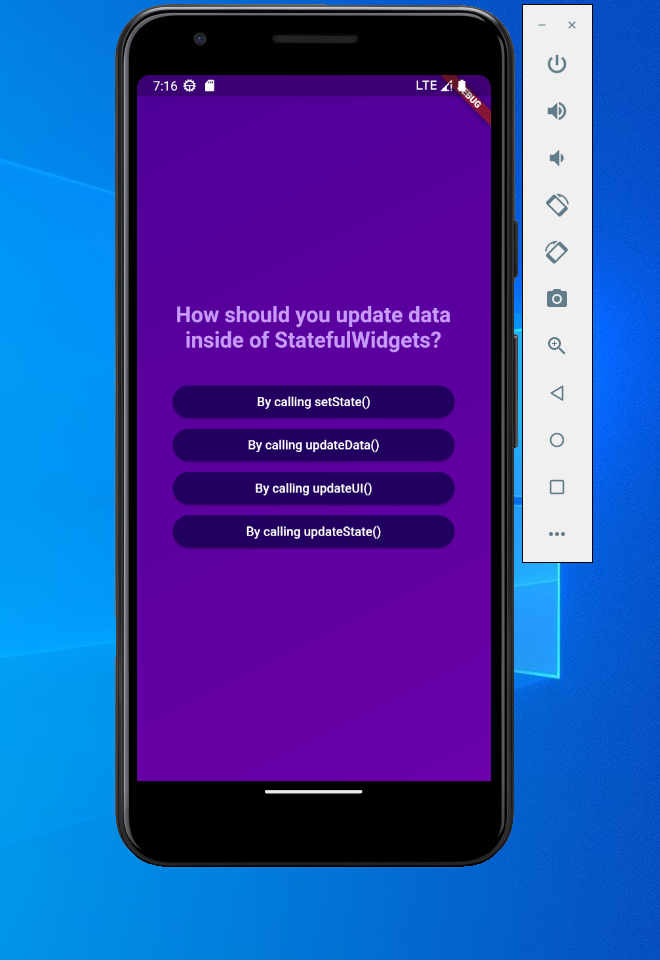 7:16 LTE
How should you update data
inside of StatefulWidgets?
By calling setState()
By calling updateData()
By calling updateUI()
By calling updateState()